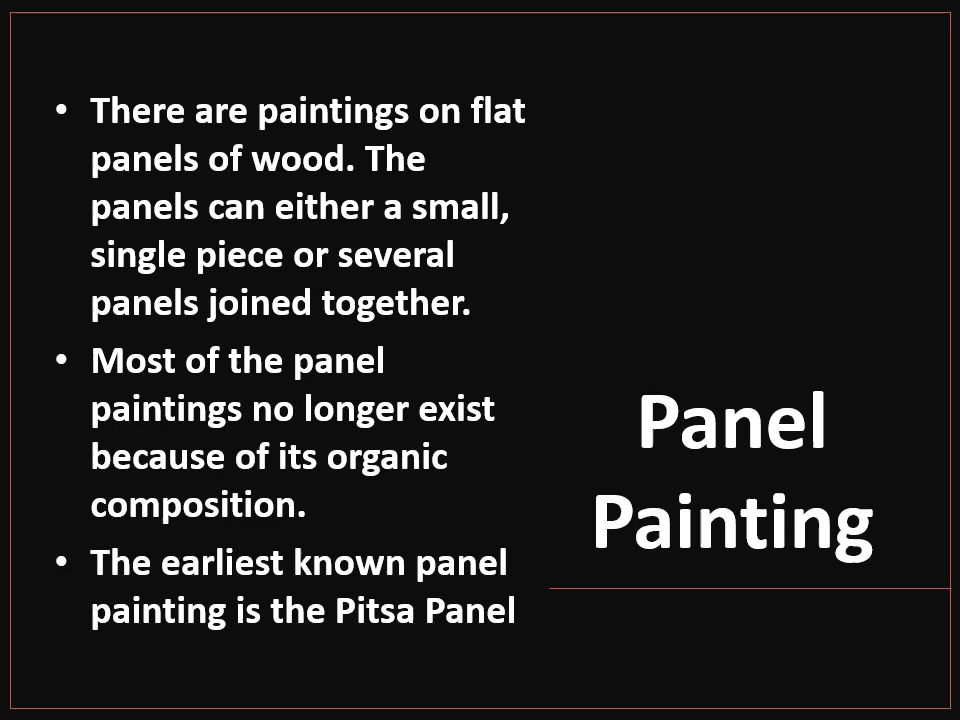 • There are paintings on flat
panels of wood. The
panels can either a small,
single piece or several
panels joined together.
• Most of the panel
paintings no longer exist
because of its organic
composition.
• The earliest known panel
painting is the Pitsa Panel
Panel
Painting